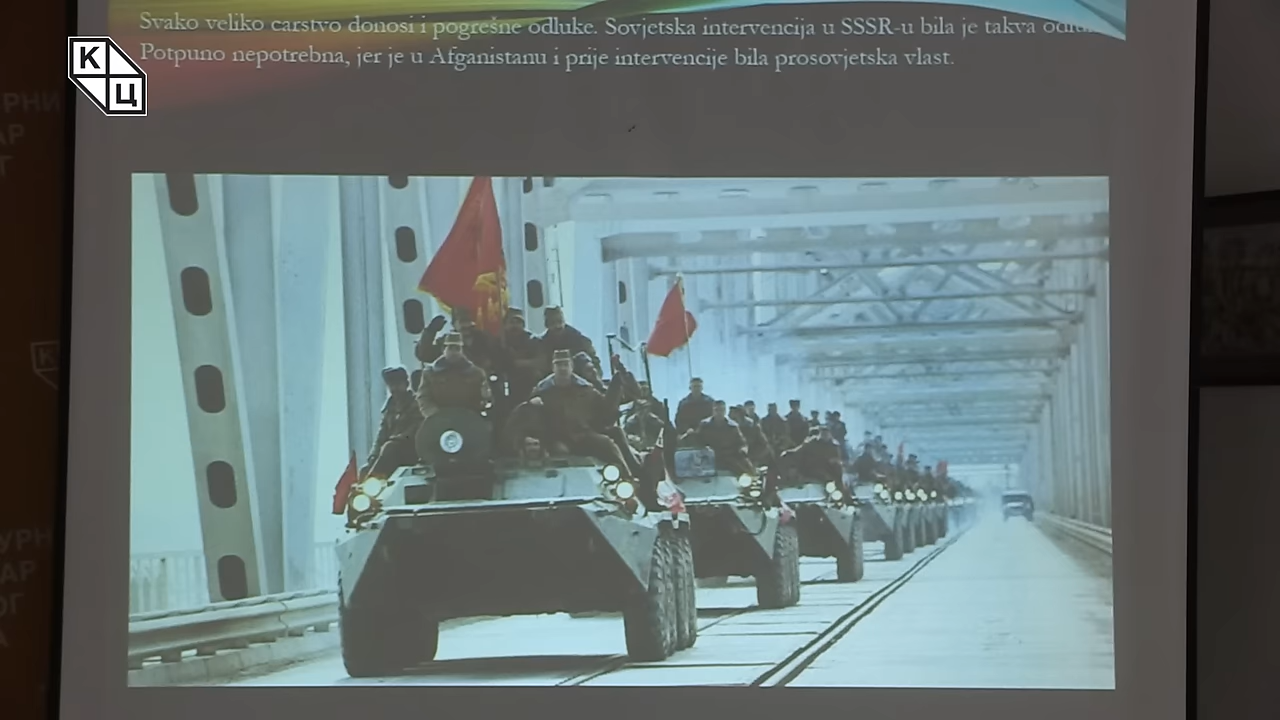 Svako veliko carstvo donosi i pogrešne odluke. Sovjetska intervencija u SSSR-u bila je takva
Potpuno nepotrebna, jer je u Afganistanu i prije intervencije bila prosovjetska vlast.
К
Ц